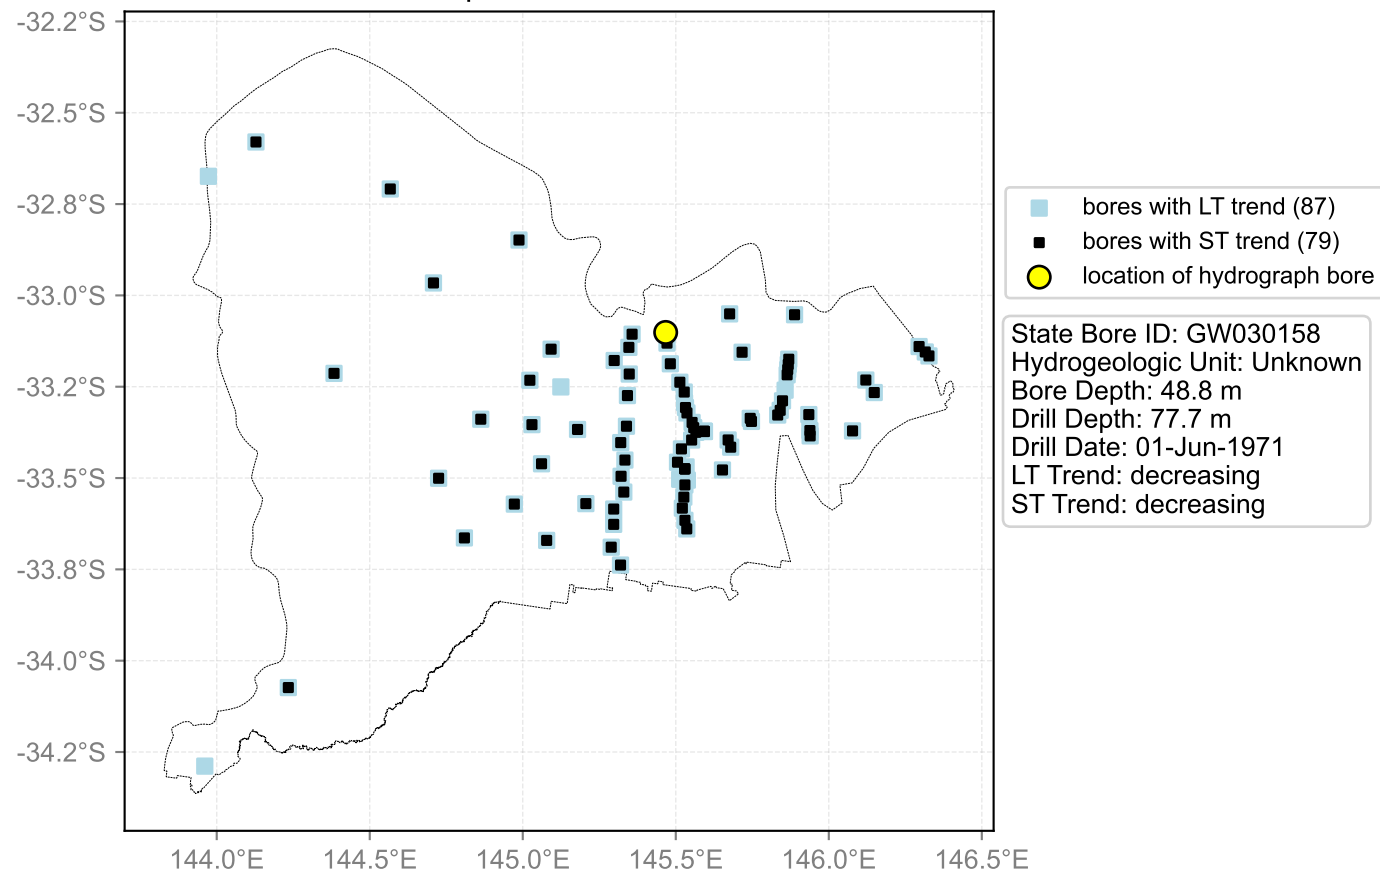 -32.2°S
-32.5°S
-32.8°S
-33.0°S
-33.2°S
-33.5°S
-33.8°S
-34.0°S
-34.2°S
144.0°E
144.5°E
145.0°E
145.5°E
146.0°E
146.5°E
bores with LT trend (87)
bores with ST trend (79)
location of hydrograph bore
State Bore ID: GW030158
Hydrogeologic Unit: Unknown
Bore Depth: 48.8 m
Drill Depth: 77.7 m
Drill Date: 01-Jun-1971
LT Trend: decreasing
ST Trend: decreasing